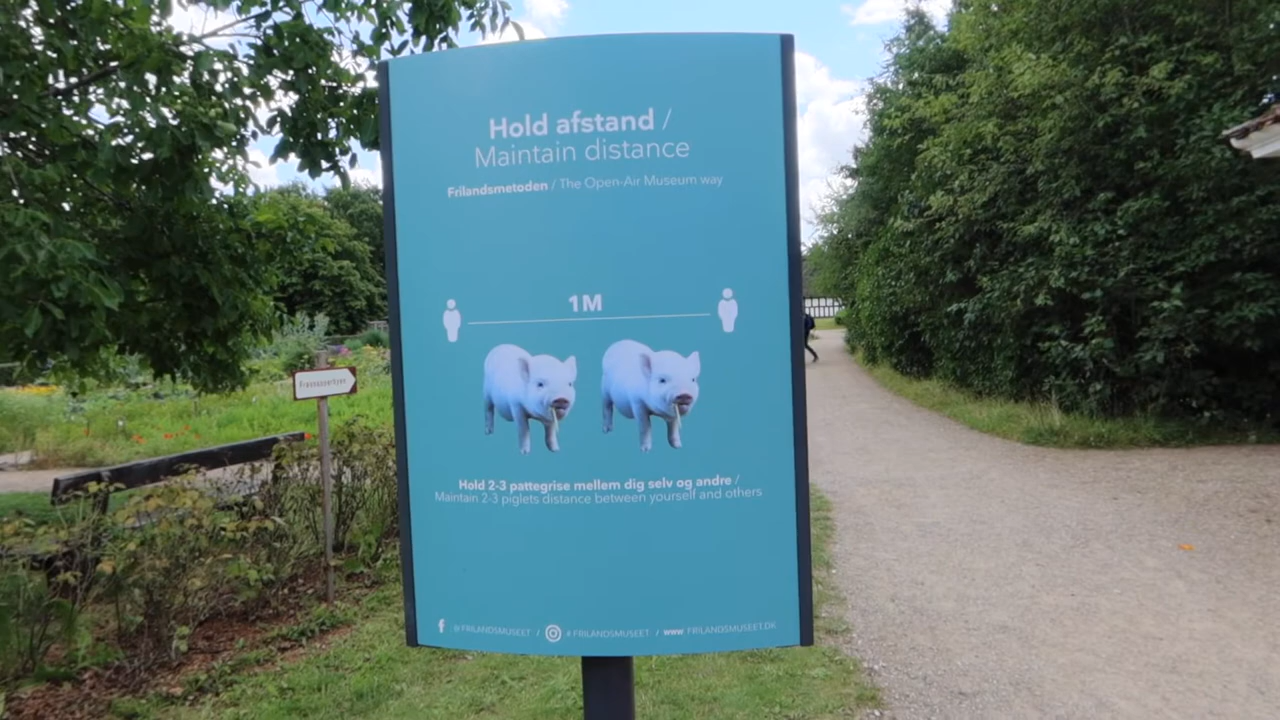 Hold afstand /
Maintain distance
Frilandsmetoden / The Open-Air Museum way
1M
Hold 2-3 pattegrise mellem dig selv og andre /
Maintain 2-3 piglets distance between yourself and others
@FRILANDSMUSEET / #FRILANDSMUSEET / www FRILANDSMUSEET.DK